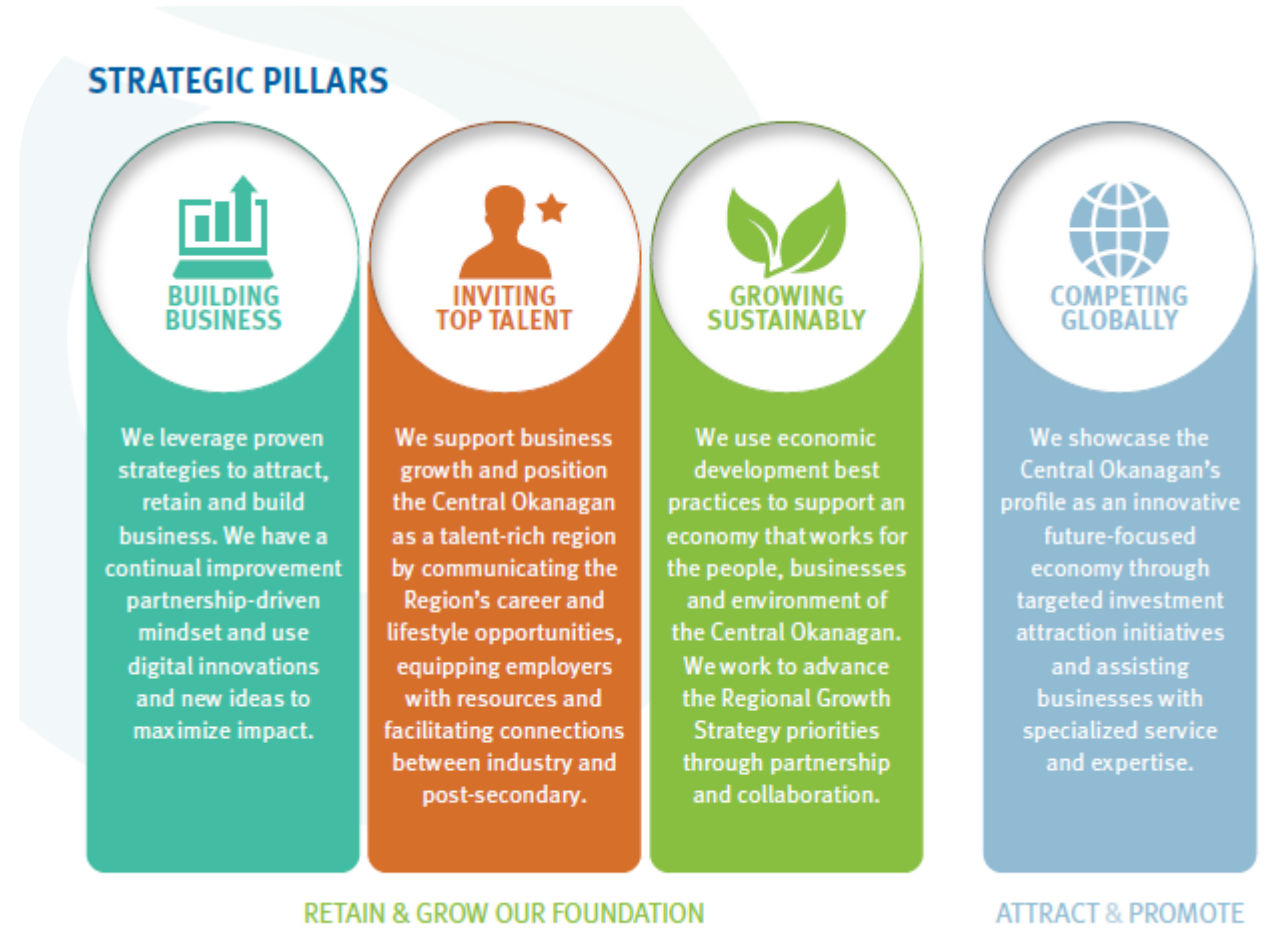 STRATEGIC PILLARS
BUILDING
BUSINESS
We leverage proven
strategies to attract,
retain and build
business. We have a
continual improvement
partnership-driven
mindset and use
digital innovations
and new ideas to
maximize impact.
INVITING
TOP TALENT
We support business
growth and position
the Central Okanagan
as a talent-rich region
by communicating the
Region's career and
lifestyle opportunities,
equipping employers
with resources and
facilitating connections
between industry and
post-secondary.
GROWING
SUSTAINABLY
We use economic
development best
practices to support an
economy that works for
the people, businesses
and environment of
the Central Okanagan.
We work to advance
the Regional Growth
Strategy priorities
through partnership
and collaboration.
COMPETING
GLOBALLY
We showcase the
Central Okanagan's
profile as an innovative
future-focused
economy through
targeted investment
attraction initiatives
and assisting
businesses with
specialized service
and expertise.
RETAIN & GROW OUR FOUNDATION
ATTRACT & PROMOTE